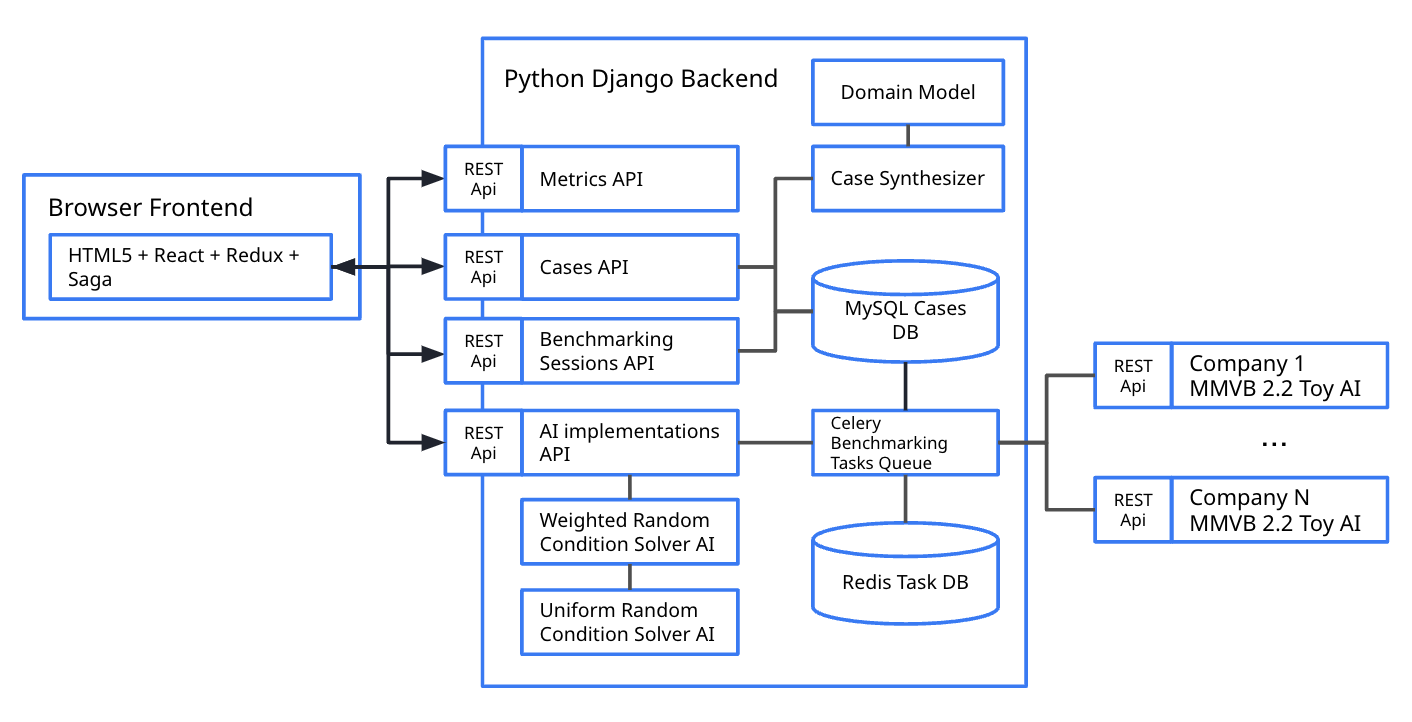 Python Django Backend
Domain Model
REST
Api
Metrics API
Case Synthesizer
Browser Frontend
HTML5 + React + Redux +
Saga
REST
Api
Cases API
MySQL Cases
DB
REST
Api
Benchmarking
Sessions API
REST
Api
Company 1
MMVB 2.2 Toy AI
REST
Api
AI implementations
API
Celery
Benchmarking
Tasks Queue
...
REST
Api
Company N
MMVB 2.2 Toy AI
Weighted Random
Condition Solver AI
Redis Task DB
Uniform Random
Condition Solver AI